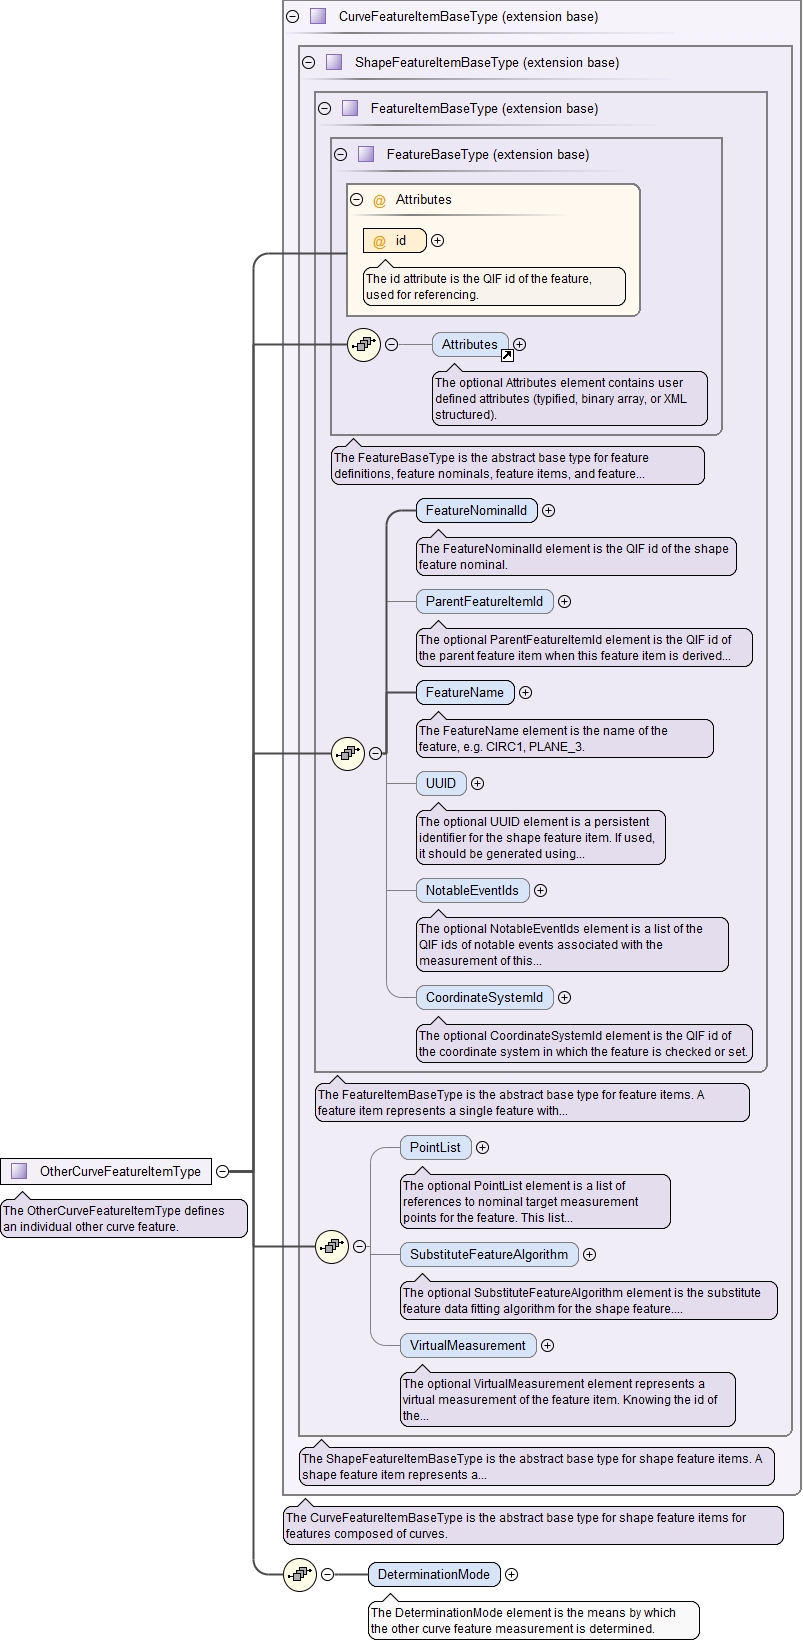 CurveFeatureItemBaseType (extension base)
ShapeFeatureItemBaseType (extension base)
FeatureItemBaseType (extension base)
FeatureBaseType (extension base)
@ Attributes
@ id
The id attribute is the QIF id of the feature,
used for referencing.
Attributes
The optional Attributes element contains user
defined attributes (typified, binary array, or XML
structured).
The FeatureBaseType is the abstract base type for feature
definitions, feature nominals, feature items, and feature...
FeatureNominalId
The FeatureNominalId element is the QIF id of the shape
feature nominal.
ParentFeatureItemId
The optional ParentFeatureItemId element is the QIF id of
the parent feature item when this feature item is derived...
FeatureName
The FeatureName element is the name of the
feature, e.g. CIRC1, PLANE_3.
UUID
The optional UUID element is a persistent
identifier for the shape feature item. If used,
it should be generated using...
NotableEventIds
The optional NotableEventIds element is a list of the
QIF ids of notable events associated with the
measurement of this...
CoordinateSystemId
The optional CoordinateSystemId element is the QIF id of
the coordinate system in which the feature is checked or set.
The FeatureItemBaseType is the abstract base type for feature items. A
feature item represents a single feature with...
PointList
The optional PointList element is a list of
references to nominal target measurement
points for the feature. This list...
OtherCurveFeatureItemType
The OtherCurveFeatureItemType defines
an individual other curve feature.
SubstituteFeatureAlgorithm
The optional SubstituteFeatureAlgorithm element is the substitute
feature data fitting algorithm for the shape feature....
VirtualMeasurement
The optional VirtualMeasurement element represents a
virtual measurement of the feature item. Knowing the id of
the...
The ShapeFeatureItemBaseType is the abstract base type for shape feature items. A
shape feature item represents a...
The CurveFeatureItemBaseType is the abstract base type for shape feature items for
features composed of curves.
DeterminationMode
The DeterminationMode element is the means by which
the other curve feature measurement is determined.